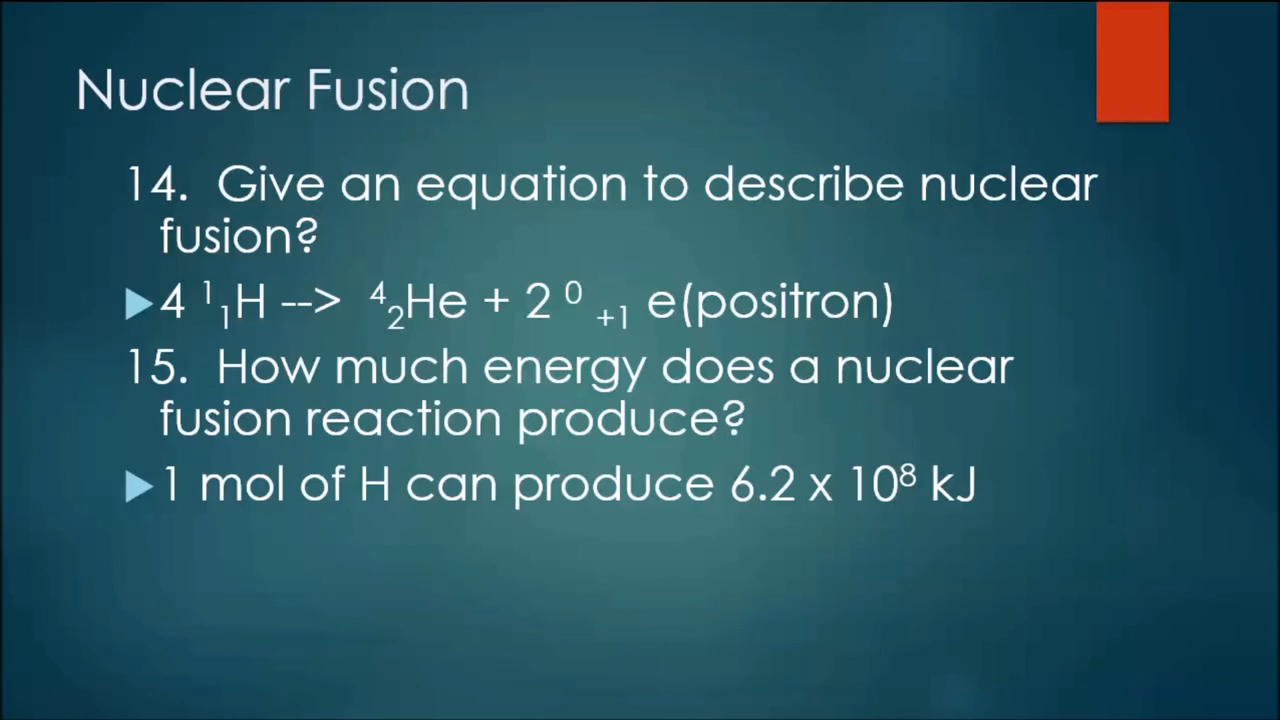 Nuclear Fusion
14. Give an equation to describe nuclear
fusion?
4 ¹₁H --> ⁴₂He + 2 ⁰ ₊₁ e(positron)
15. How much energy does a nuclear
fusion reaction produce?
1 mol of H can produce 6.2 x 10⁸ kJ